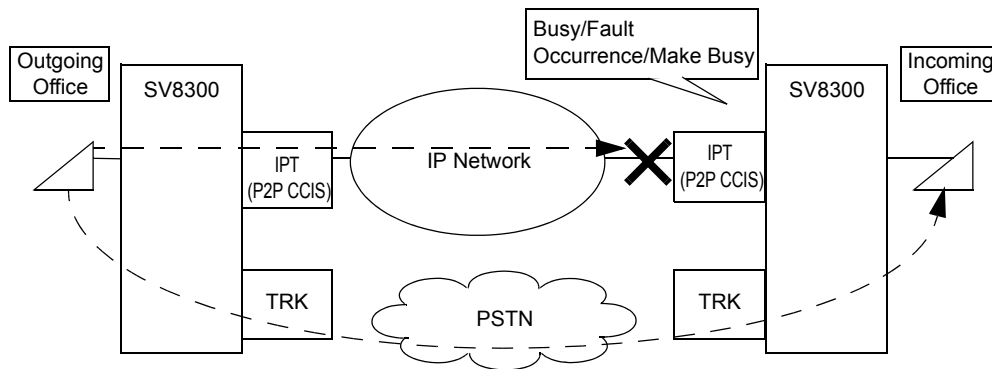 Busy/Fault
Occurrence/Make Busy
Outgoing
Office
SV8300
SV8300
Incoming
Office
IPT
(P2P CCIS)
IP Network
IPT
(P2P CCIS)
TRK
PSTN
TRK